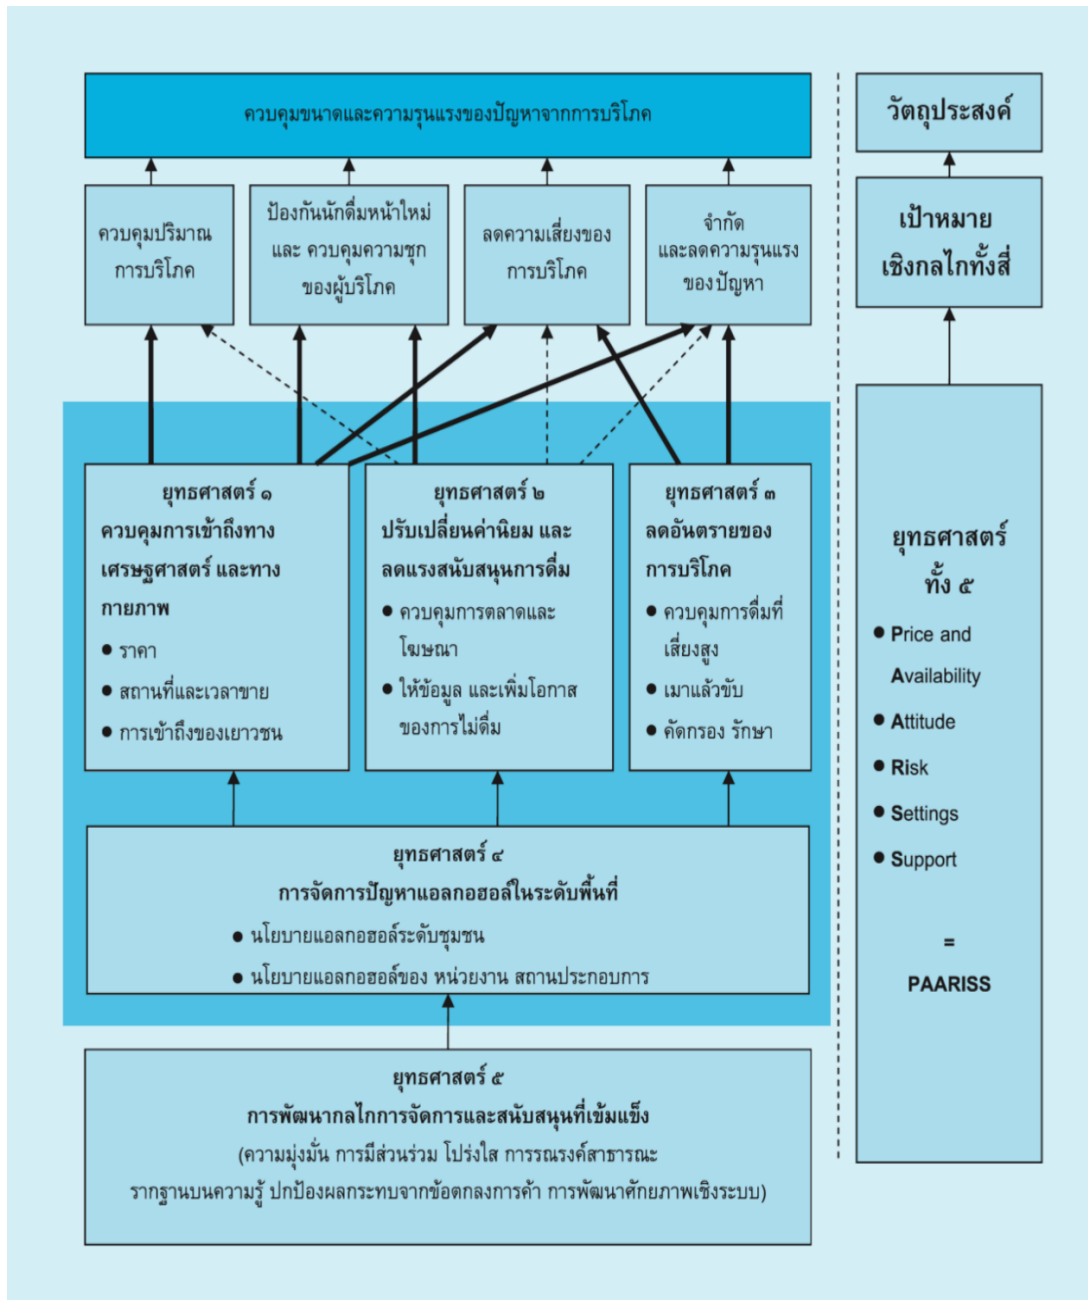 ควบคุมขนาดและความรุนแรงของปัญหาจากการบริโภค
ควบคุมปริมาณ
การบริโภค
ป้องกันนักดื่มหน้าใหม่
และ ควบคุมความชุก
ของผู้บริโภค
ลดความเสี่ยงของ
การบริโภค
จำกัด
และลดความรุนแรง
ของปัญหา
ยุทธศาสตร์ ๑
ควบคุมการเข้าถึงทาง
เศรษฐศาสตร์ และทาง
กายภาพ
● ราคา
● สถานที่และเวลาขาย
● การเข้าถึงของเยาวชน
ยุทธศาสตร์ ๒
ปรับเปลี่ยนค่านิยม และ
ลดแรงสนับสนุนการดื่ม
● ควบคุมการตลาดและ
โฆษณา
● ให้ข้อมูล และเพิ่มโอกาส
ของการไม่ดื่ม
ยุทธศาสตร์ ๓
ลดอันตรายของ
การบริโภค
● ควบคุมการดื่มที่
เสี่ยงสูง
● เมาแล้วขับ
● คัดกรอง รักษา
ยุทธศาสตร์ ๔
การจัดการปัญหาแอลกอฮอล์ในระดับพื้นที่
● นโยบายแอลกอฮอล์ระดับชุมชน
● นโยบายแอลกอฮอล์ของ หน่วยงาน สถานประกอบการ
ยุทธศาสตร์ ๕
การพัฒนากลไกการจัดการและสนับสนุนที่เข้มแข็ง
(ความมุ่งมั่น การมีส่วนร่วม โปร่งใส การรณรงค์สาธารณะ
รากฐานบนความรู้ ปกป้องผลกระทบจากข้อตกลงการค้า การพัฒนาศักยภาพเชิงระบบ)
วัตถุประสงค์
เป้าหมาย
เชิงกลไกทั้งสี่
ยุทธศาสตร์
ทั้ง ๕
● Price and
Availability
● Attitude
● Risk
● Settings
● Support
=
PAARISS